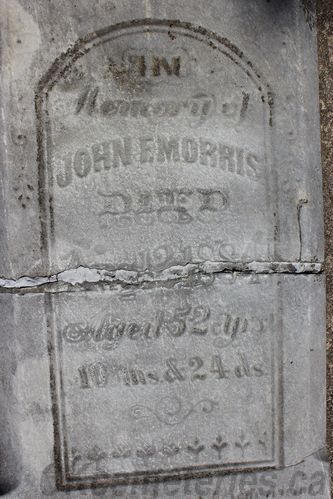 IN
Memory of
JOHN E MORRIS
DIED
Aged 52 yrs
10 ms & 24 ds